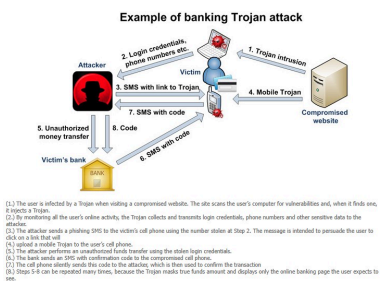 Example of banking Trojan attack
2. Login credentials,
phone numbers etc.
1. Trojan intrusion
Attacker
Victim
3. SMS with link to Trojan
7. SMS with code
4. Mobile Trojan
Compromised
website
5. Unauthorized
money transfer
8. Code
6. SMS with code
Victim's bank
BANK
(1.) The user is infected by a Trojan when visiting a compromised website. The site scans the user's computer for vulnerabilities and, when it finds one,
it injects a Trojan.
(2.) By monitoring all the user's online activity, the Trojan collects and transmits login credentials, phone numbers and other sensitive data to the
attacker.
(3.) The attacker sends a phishing SMS to the victim's cell phone using the number stolen at Step 2. The message is intended to persuade the user to
click on a link that will
(4.) upload a mobile Trojan to the user's cell phone.
(5.) The attacker performs an unauthorized funds transfer using the stolen login credentials.
(6.) The bank sends an SMS with confirmation code to the compromised cell phone.
(7.) The cell phone silently sends this code to the attacker, which is then used to confirm the transaction
(8.) Steps 5-8 can be repeated many times, because the Trojan masks true funds amount and displays only the online banking page the user expects to
see.